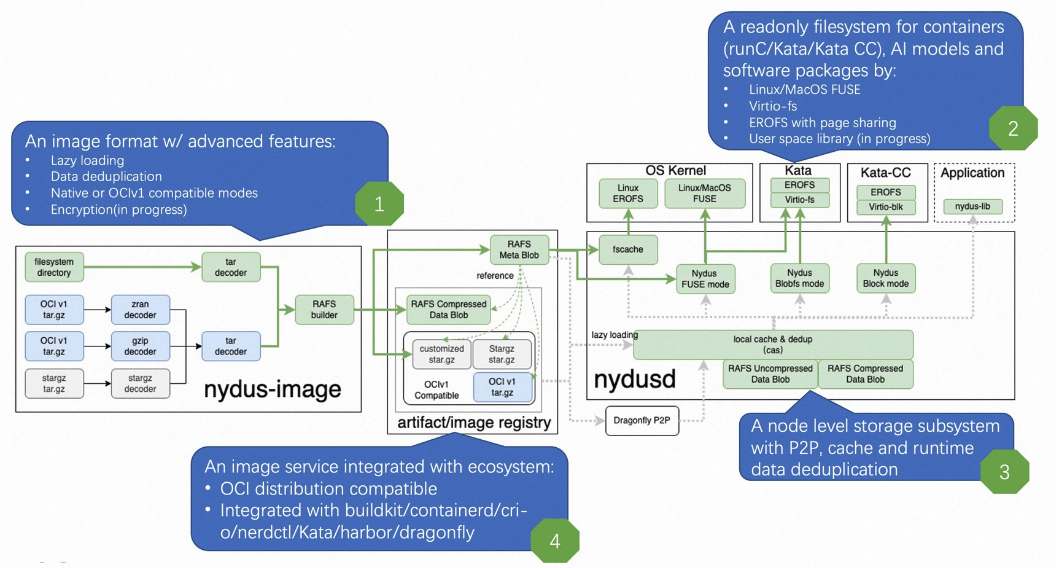 A readonly filesystem for containers
(runC/Kata/Kata CC), AI models and
software packages by:
• Linux/MacOS FUSE
• Virtio-fs
• EROFS with page sharing
• User space library (in progress)
2
An image format w/ advanced features:
• Lazy loading
• Data deduplication
• Native or OCIv1 compatible modes
• Encryption(in progress)
1
OS Kernel
Linux
EROFS
Linux/MacOS
FUSE
Kata
EROFS
Virtio-fs
Kata-CC
EROFS
Virtio-blk
Application
nydus-lib
filesystem
directory
tar
decoder
OCI v1
tar.gz
zran
decoder
OCI v1
tar.gz
gzip
decoder
tar
decoder
stargz
tar.gz
stargz
decoder
RAFS
builder
nydus-image
RAFS
Meta Blob
reference
RAFS Compressed
Data Blob
customized
star.gz
Stargz
star.gz
OCIv1
Compatible
OCI v1
tar.gz
artifact/image registry
fscache
Nydus
FUSE mode
Nydus
Blobfs mode
Nydus
Block mode
lazy loading
local cache & dedup
(cas)
RAFS Uncompressed
Data Blob
RAFS Compressed
Data Blob
nydusd
Dragonfly P2P
A node level storage subsystem
with P2P, cache and runtime
data deduplication
3
An image service integrated with ecosystem:
• OCI distribution compatible
• Integrated with buildkit/containerd/cri-
o/nerdctl/Kata/harbor/dragonfly
4